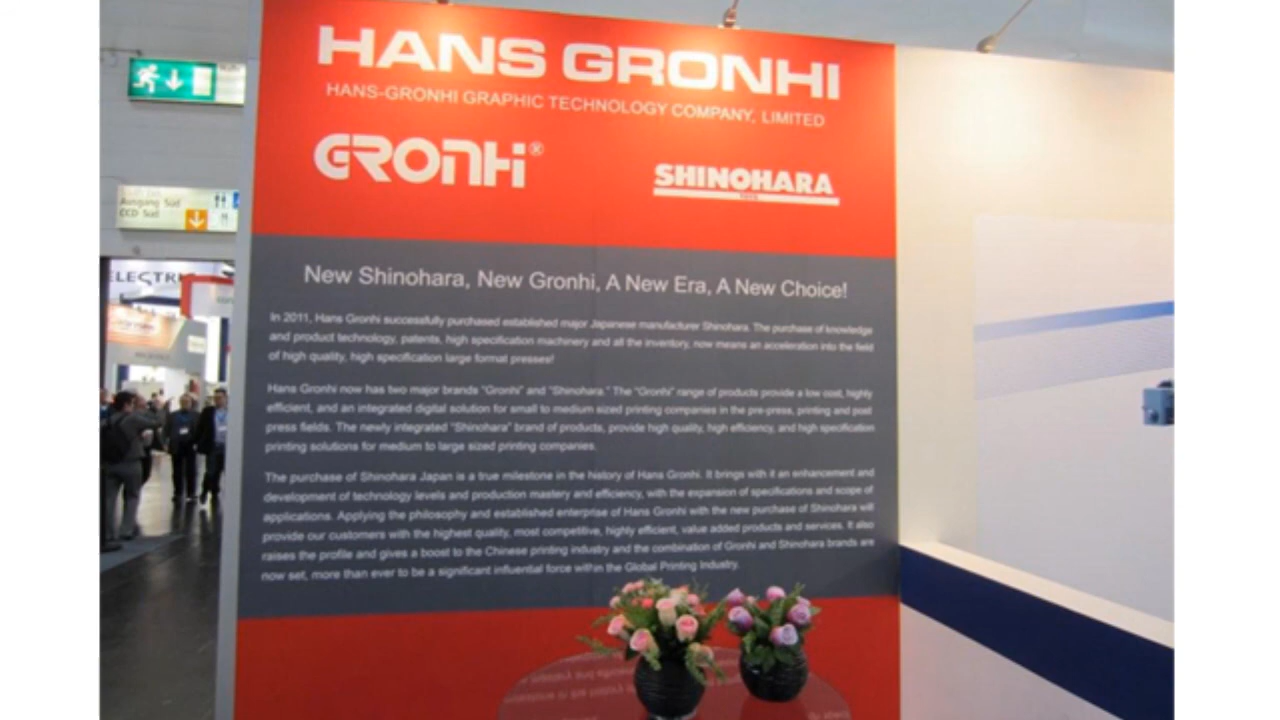 HANS GRONHI
HANS-GRONHI GRAPHIC TECHNOLOGY COMPANY, LIMITED
GRONHI®
SHINOHARA
Ausgang Süd
CCD Süd
ELECTRIC
New Shinohara, New Gronhi, A New Era, A New Choice!
In 2011, Hans Gronhi successfully purchased established major Japanese manufacturer Shinohara. The purchase of knowledge
and product technology, patents, high specification machinery and all the inventory, now means an acceleration into the field
of high quality, high specification large format presses!
Hans Gronhi now has two major brands "Gronhi" and "Shinohara." The "Gronhi" range of products provide a low cost, highly
efficient, and an integrated digital solution for small to medium sized printing companies in the pre-press, printing and post
press fields. The newly integrated "Shinohara" brand of products, provide high quality, high efficiency, and high specification
printing solutions for medium to large sized printing companies.
The purchase of Shinohara Japan is a true milestone in the history of Hans Gronhi. It brings with it an enhancement and
development of technology levels and production mastery and efficiency, with the expansion of specifications and scope of
applications. Applying the philosophy and established enterprise of Hans Gronhi with the new purchase of Shinohara will
provide our customers with the highest quality, most competitive, highly efficient, value added products and services. It also
raises the profile and gives a boost to the Chinese printing industry and the combination of Gronhi and Shinohara brands are
now set, more than ever to be a significant influential force within the Global Printing Industry.